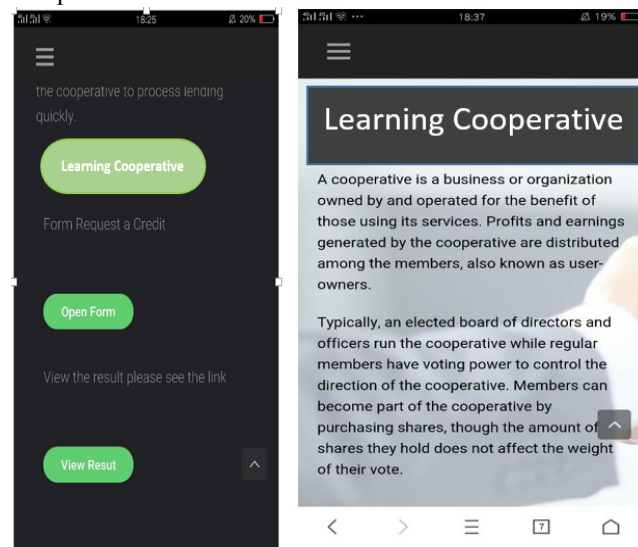 18:25
20%
the cooperative to process lending
quickly.
Learning Cooperative
Form Request a Credit
Open Form
View the result please see the link
View Resut
18:37
19%
Learning Cooperative
A cooperative is a business or organization
owned by and operated for the benefit of
those using its services. Profits and earnings
generated by the cooperative are distributed
among the members, also known as user-
owners.
Typically, an elected board of directors and
officers run the cooperative while regular
members have voting power to control the
direction of the cooperative. Members can
become part of the cooperative by
purchasing shares, though the amount of
shares they hold does not affect the weight
of their vote.
7